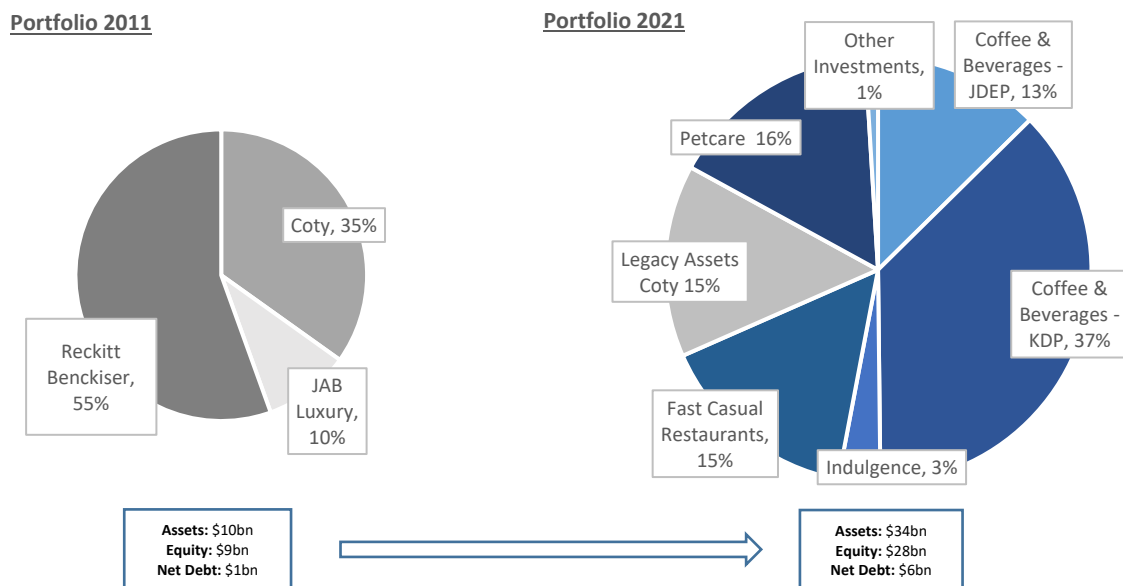 Portfolio 2011
Coty, 35%
JAB
Luxury,
10%
Reckitt
Benckiser,
55%
Assets: $10bn
Equity: $9bn
Net Debt: $1bn
Portfolio 2021
Other
Investments,
1%
Coffee &
Beverages -
JDEP, 13%
Petcare  16%
Legacy Assets
Coty 15%
Coffee &
Beverages -
KDP, 37%
Fast Casual
Restaurants,
15%
Indulgence, 3%
Assets: $34bn
Equity: $28bn
Net Debt: $6bn